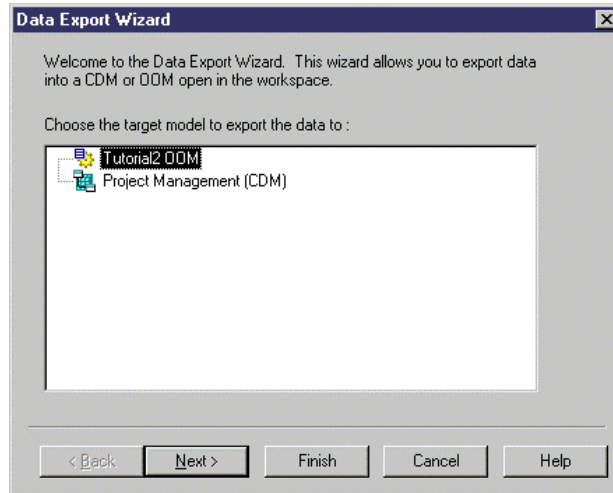 Data Export Wizard
Welcome to the Data Export Wizard. This wizard allows you to export data
into a CDM or OOM open in the workspace.
Choose the target model to export the data to :
Tutorial2 OOM
Project Management (CDM)
< Back Next > Finish Cancel Help